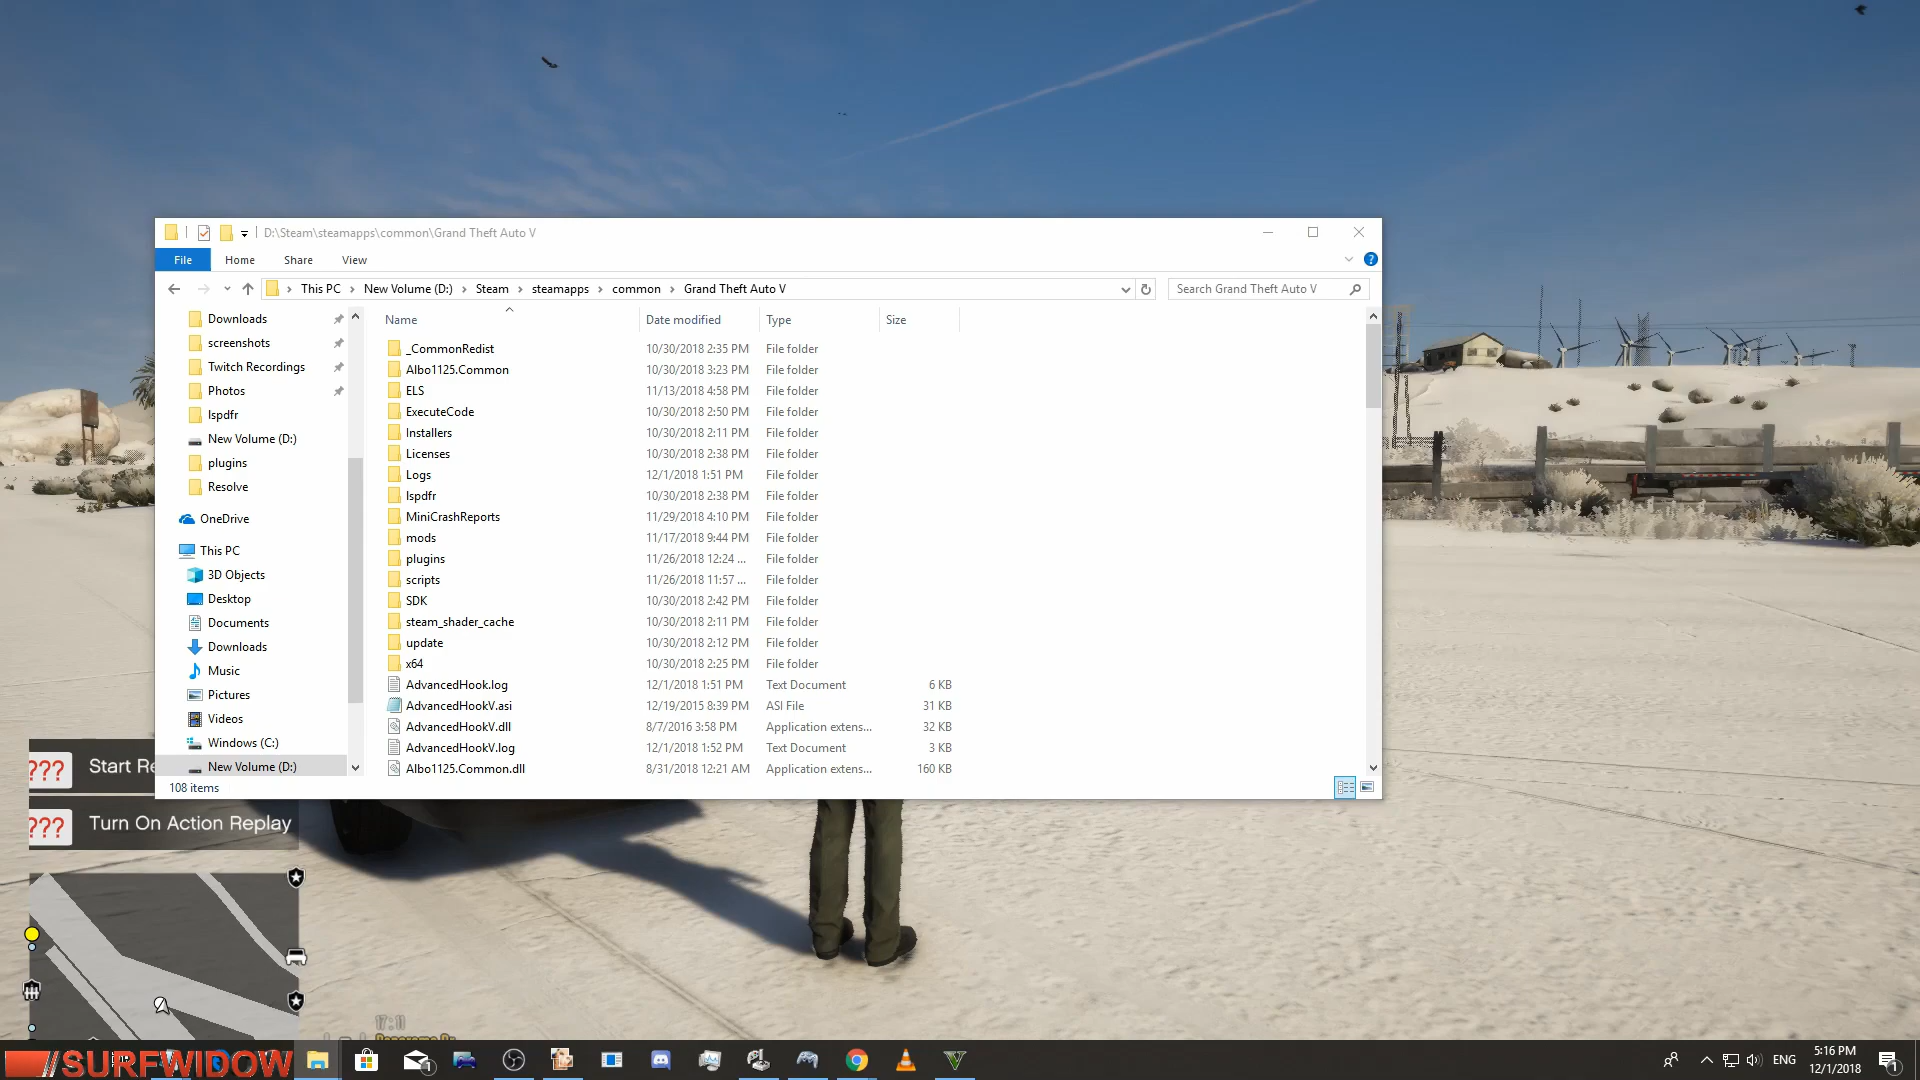 D:\Steam\steamapps\common\Grand Theft Auto V
File Home Share View
This PC New Volume (D:) Steam steamapps common Grand Theft Auto V Search Grand Theft Auto V
Downloads
screenshots
Twitch Recordings
Photos
lspdfr
New Volume (D:)
plugins
Resolve
OneDrive
This PC
3D Objects
Desktop
Documents
Downloads
Music
Pictures
Videos
Windows (C:)
New Volume (D:)
Name Date modified Type Size
_CommonRedist 10/30/2018 2:35 PM File folder
Albo1125.Common 10/30/2018 3:23 PM File folder
ELS 11/13/2018 4:58 PM File folder
ExecuteCode 10/30/2018 2:50 PM File folder
Installers 10/30/2018 2:11 PM File folder
Licenses 10/30/2018 2:38 PM File folder
Logs 12/1/2018 1:51 PM File folder
lspdfr 10/30/2018 2:38 PM File folder
MiniCrashReports 11/29/2018 4:10 PM File folder
mods 11/17/2018 9:44 PM File folder
plugins 11/26/2018 12:24 ... File folder
scripts 11/26/2018 11:57 ... File folder
SDK 10/30/2018 2:42 PM File folder
steam_shader_cache 10/30/2018 2:11 PM File folder
update 10/30/2018 2:12 PM File folder
x64 10/30/2018 2:25 PM File folder
AdvancedHook.log 12/1/2018 1:51 PM Text Document 6 KB
AdvancedHookV.asi 12/19/2015 8:39 PM ASI File 31 KB
AdvancedHookV.dll 8/7/2016 3:58 PM Application extens... 32 KB
AdvancedHookV.log 12/1/2018 1:52 PM Text Document 3 KB
Albo1125.Common.dll 8/31/2018 12:21 AM Application extens... 160 KB
108 items
??? Start Re
??? Turn On Action Replay
17:11
//SURFWIDOW
1
ENG
5:16 PM
12/1/2018
1